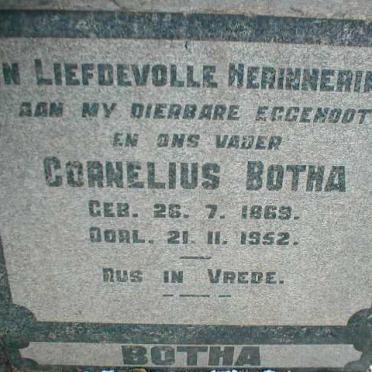 IN LIEFDEVOLLE HERINNERIN
AAN MY DIERBARE EGGENOOT
EN ONS VADER
CORNELIUS BOTHA
GEB. 26. 7. 1869.
OORL. 21. 11. 1952.
RUS IN VREDE.
BOTHA